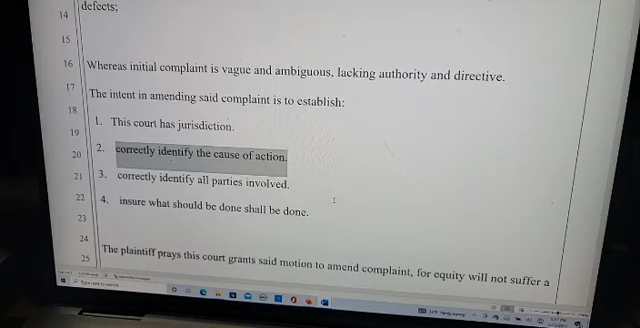 14 defects;
15
16 Whereas initial complaint is vague and ambiguous, lacking authority and directive.
17 The intent in amending said complaint is to establish:
18 1. This court has jurisdiction.
19
20 2. correctly identify the cause of action.
21 3. correctly identify all parties involved.
22 4. insure what should be done shall be done.
23
24
25 The plaintiff prays this court grants said motion to amend complaint, for equity will not suffer a